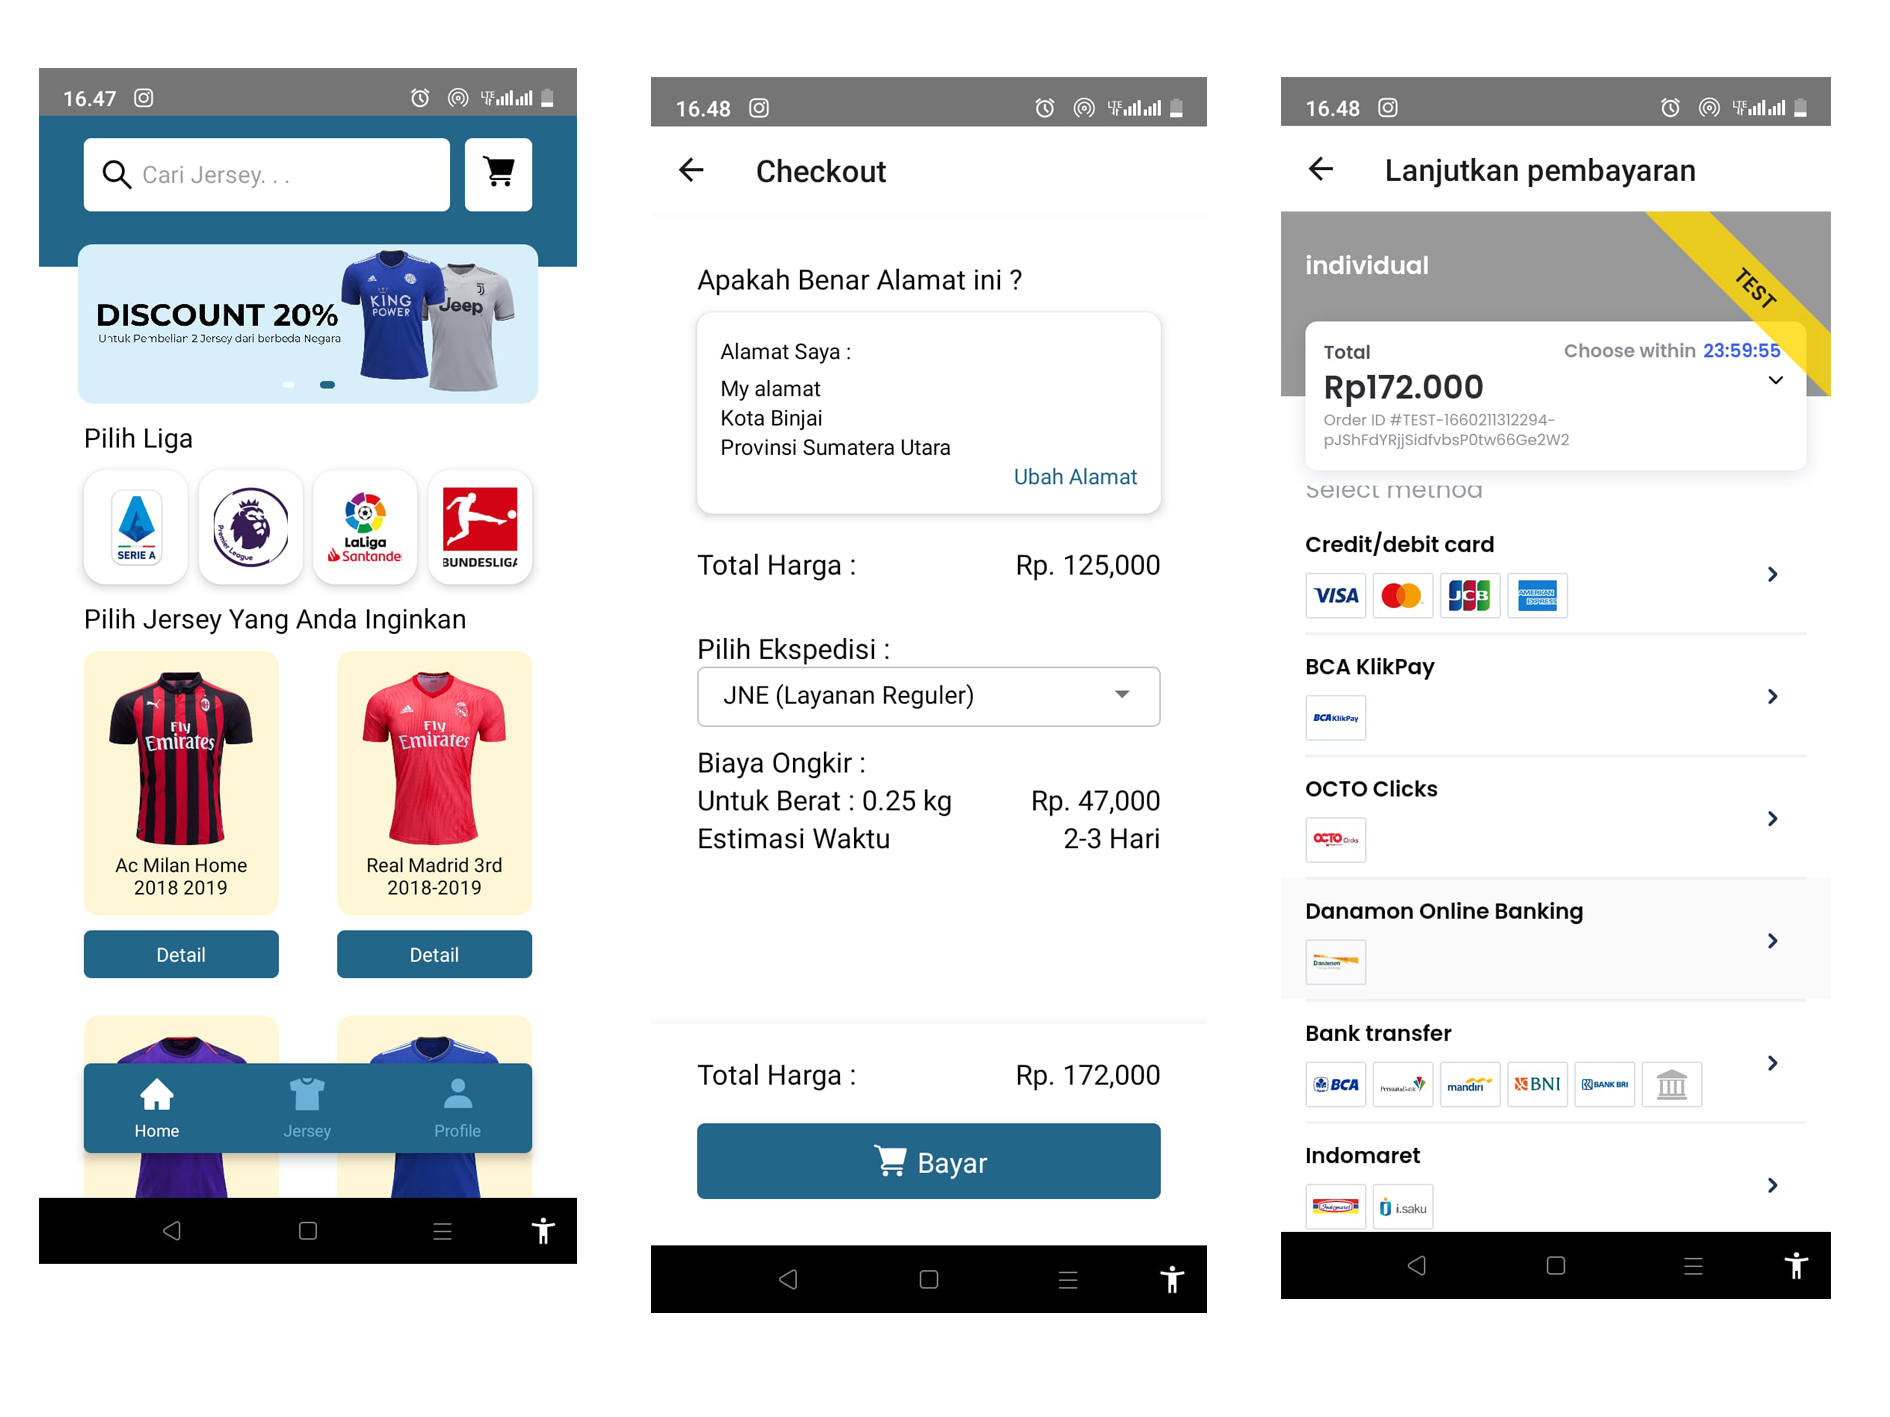 16.47
LTE
Cari Jersey. . .
DISCOUNT 20%
Untuk Pembelian 2 Jersey dari berbeda Negara
KING
POWER
Jeep
Pilih Liga
SERIE A
Premier League
LaLiga
Santande
BUNDESLIGA
Pilih Jersey Yang Anda Inginkan
Fly
Emirates
Fly
Emirates
Ac Milan Home
2018 2019
Real Madrid 3rd
2018-2019
Detail
Detail
Home
Jersey
Profile
16.48
LTE
Checkout
Apakah Benar Alamat ini ?
Alamat Saya :
My alamat
Kota Binjai
Provinsi Sumatera Utara
Ubah Alamat
Total Harga :
Rp. 125,000
Pilih Ekspedisi :
JNE (Layanan Reguler)
Biaya Ongkir :
Untuk Berat : 0.25 kg
Rp. 47,000
Estimasi Waktu
2-3 Hari
Total Harga :
Rp. 172,000
Bayar
16.48
LTE
Lanjutkan pembayaran
individual
TEST
Total
Choose within 23:59:55
Rp172.000
Order ID #TEST-1660211312294-
pJShFdYRjjSidfvbsP0tw66Ge2W2
Select method
Credit/debit card
VISA
JCB
AMERICAN
EXPRESS
BCA KlikPay
BCA KlikPay
OCTO Clicks
OCTO Clicks
Danamon Online Banking
Danamon
Bank transfer
BCA
PermataBank
mandiri
BNI
BANK BRI
Indomaret
Indomaret
i.saku